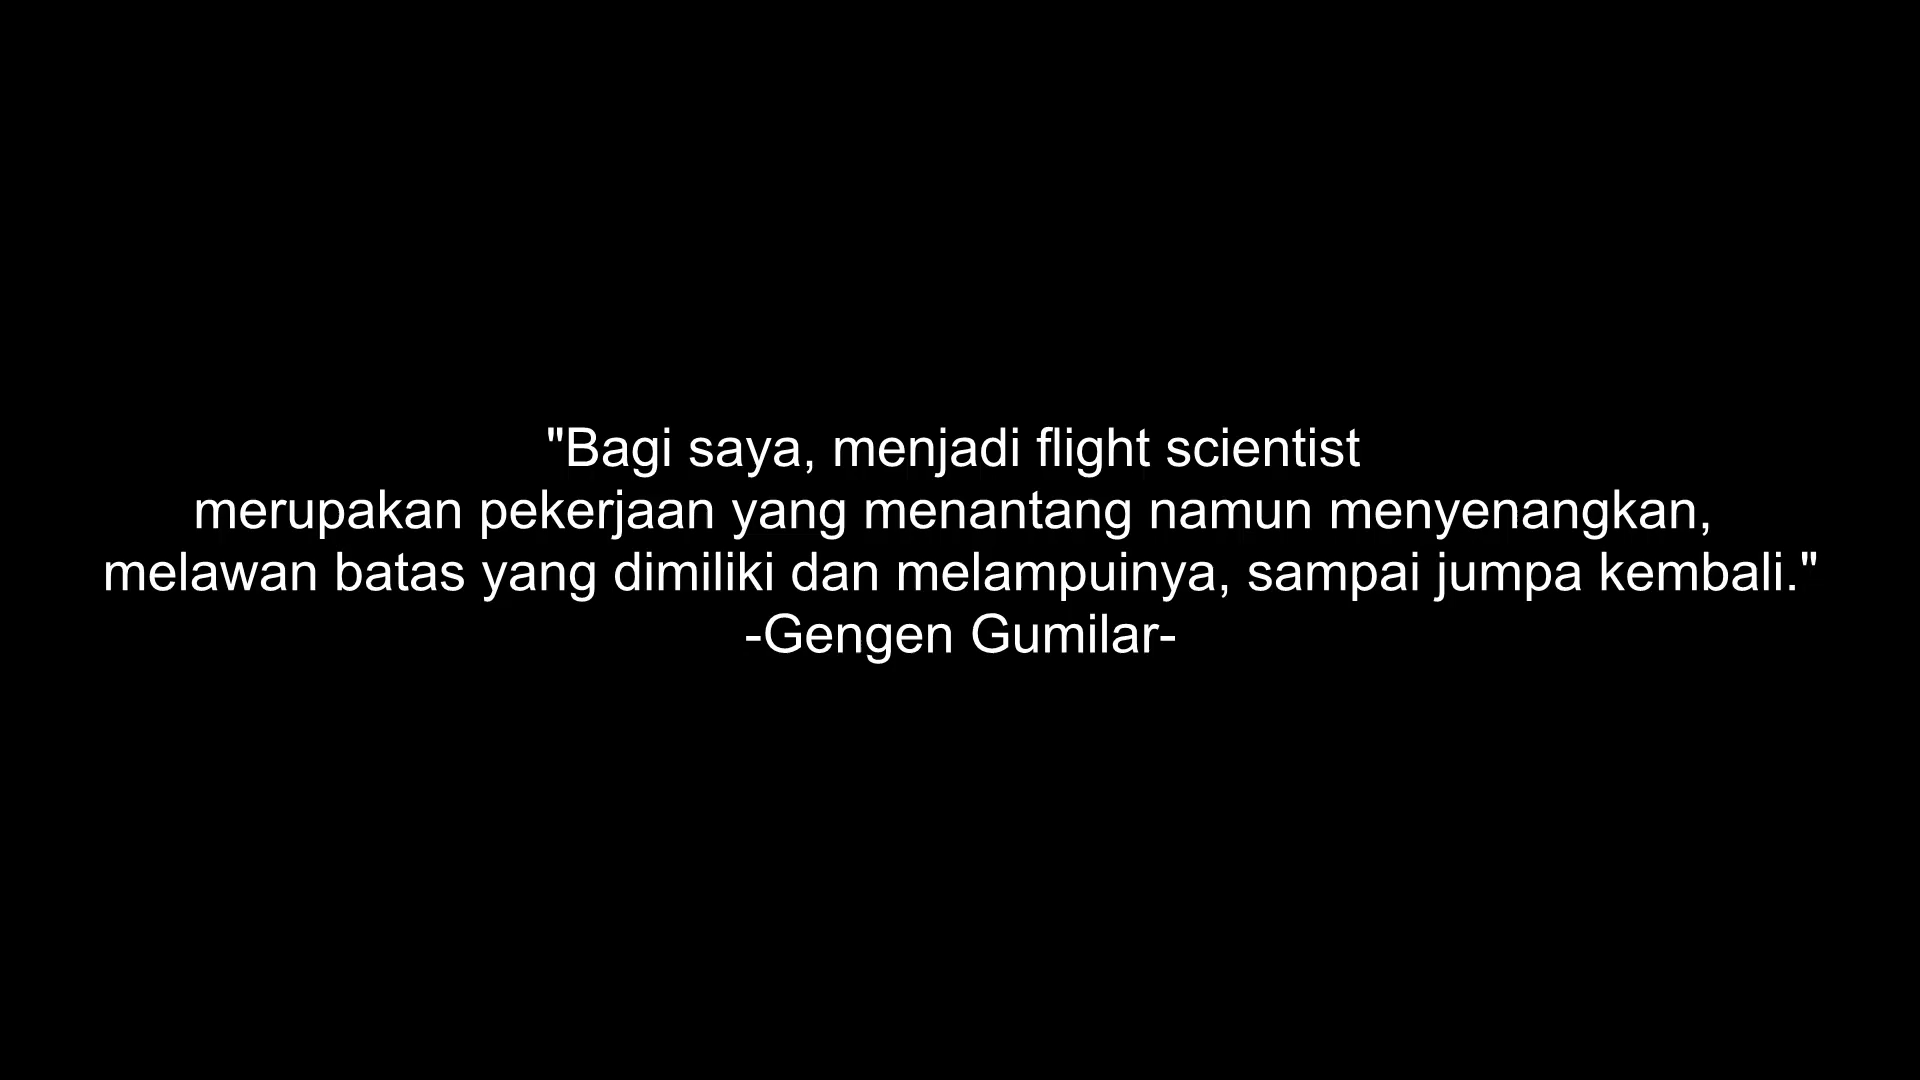 "Bagi saya, menjadi flight scientist
merupakan pekerjaan yang menantang namun menyenangkan,
melawan batas yang dimiliki dan melampuinya, sampai jumpa kembali."
-Gengen Gumilar-